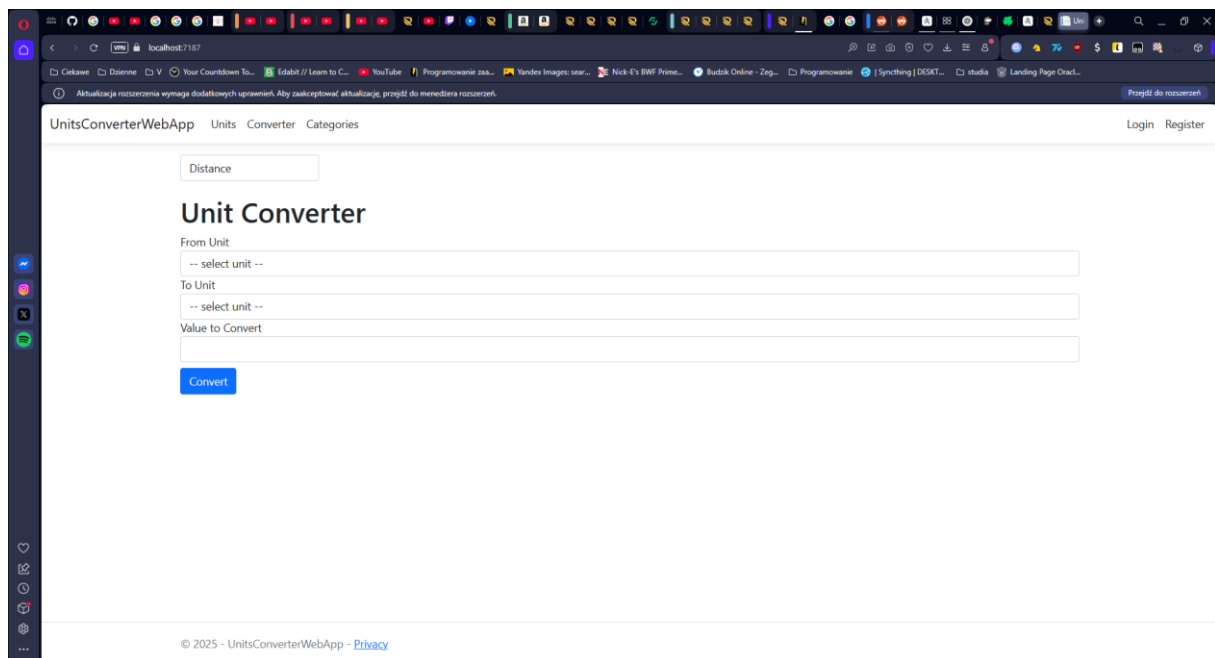 Uni
VPN localhost:7187
Ciekawe Dzienne V Your Countdown To... Edabit // Learn to C... YouTube Programowanie zaa... Yandex Images: sear... Nick-E's BWF Prime... Budzik Online - Zeg... Programowanie | Syncthing | DESKT... studia Landing Page Oracl...
Aktualizacja rozszerzenia wymaga dodatkowych uprawnień. Aby zaakceptować aktualizację, przejdź do menedżera rozszerzeń. Przejdź do rozszerzeń
UnitsConverterWebApp Units Converter Categories Login Register
Distance
Unit Converter
From Unit
-- select unit --
To Unit
-- select unit --
Value to Convert
Convert
© 2025 - UnitsConverterWebApp - Privacy